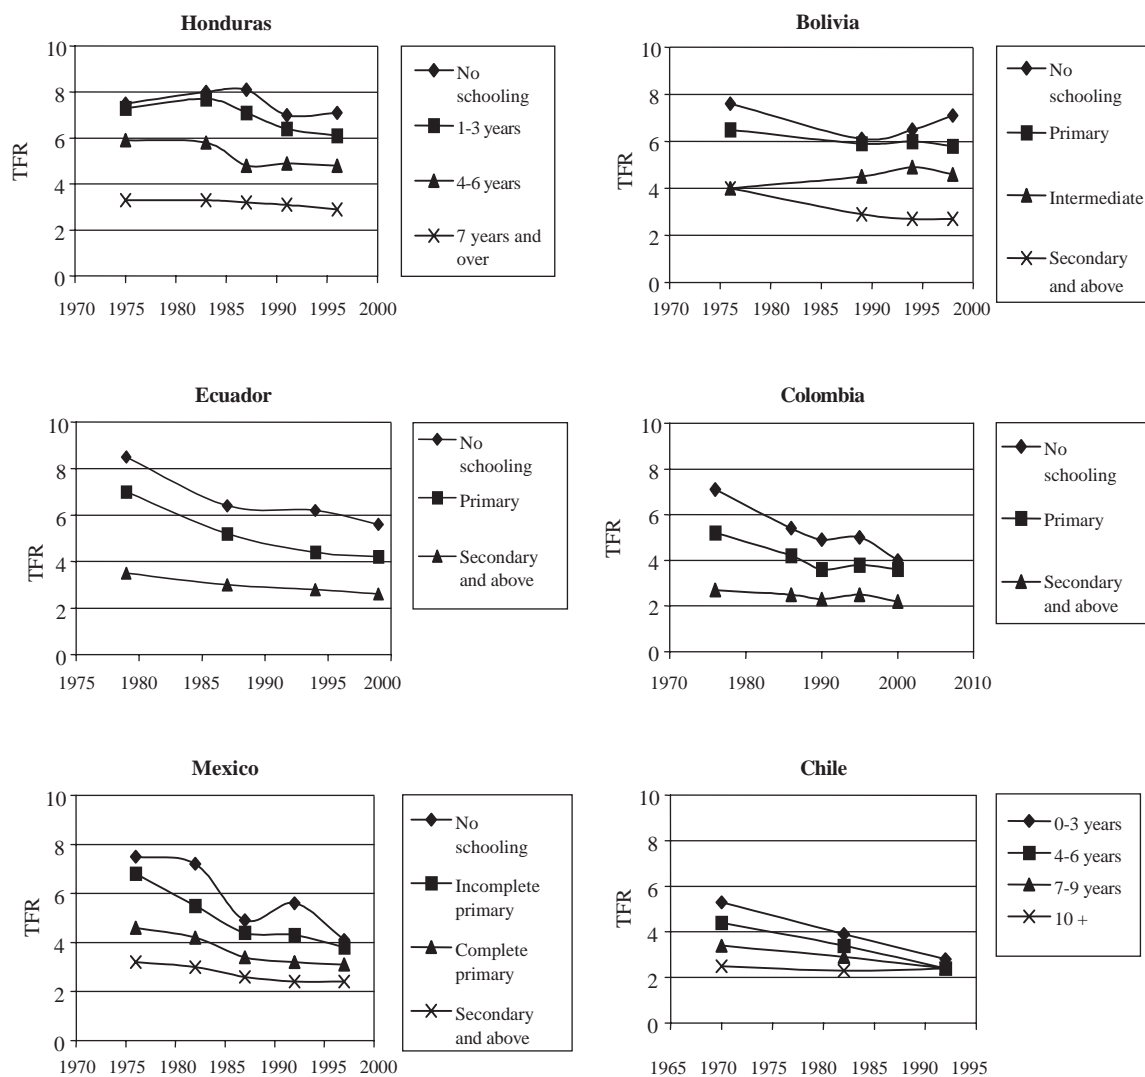 Honduras
10
8
6
4
2
0
TFR
1970 1975 1980 1985 1990 1995 2000
No
schooling
1-3 years
4-6 years
7 years and
over
Bolivia
10
8
6
4
2
0
TFR
1970 1975 1980 1985 1990 1995 2000
No
schooling
Primary
Intermediate
Secondary
and above
Ecuador
10
8
6
4
2
0
TFR
1975 1980 1985 1990 1995 2000
No
schooling
Primary
Secondary
and above
Colombia
10
8
6
4
2
0
TFR
1970 1980 1990 2000 2010
No
schooling
Primary
Secondary
and above
Mexico
10
8
6
4
2
0
TFR
1970 1975 1980 1985 1990 1995 2000
No
schooling
Incomplete
primary
Complete
primary
Secondary
and above
Chile
10
8
6
4
2
0
TFR
1965 1970 1975 1980 1985 1990 1995
0-3 years
4-6 years
7-9 years
10 +